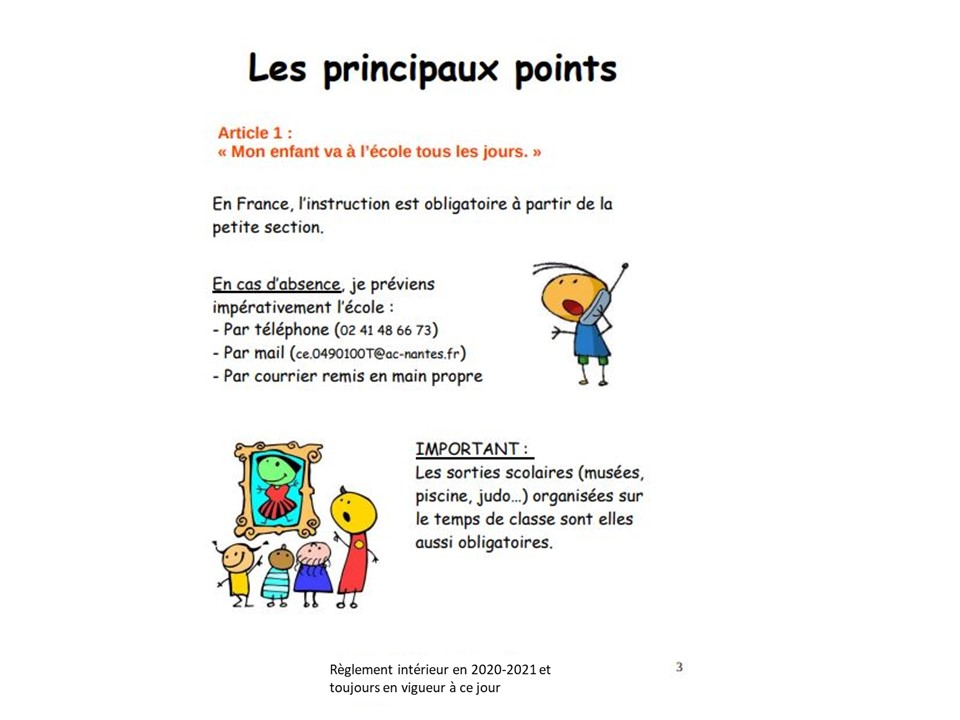 Les principaux points
Article 1 :
« Mon enfant va à l'école tous les jours. »
En France, l'instruction est obligatoire à partir de la
petite section.
En cas d'absence, je préviens
impérativement l'école :
- Par téléphone (02 41 48 66 73)
- Par mail (ce.0490100T@ac-nantes.fr)
- Par courrier remis en main propre
IMPORTANT :
Les sorties scolaires (musées,
piscine, judo…) organisées sur
le temps de classe sont elles
aussi obligatoires.
Règlement intérieur en 2020-2021 et
toujours en vigueur à ce jour
3